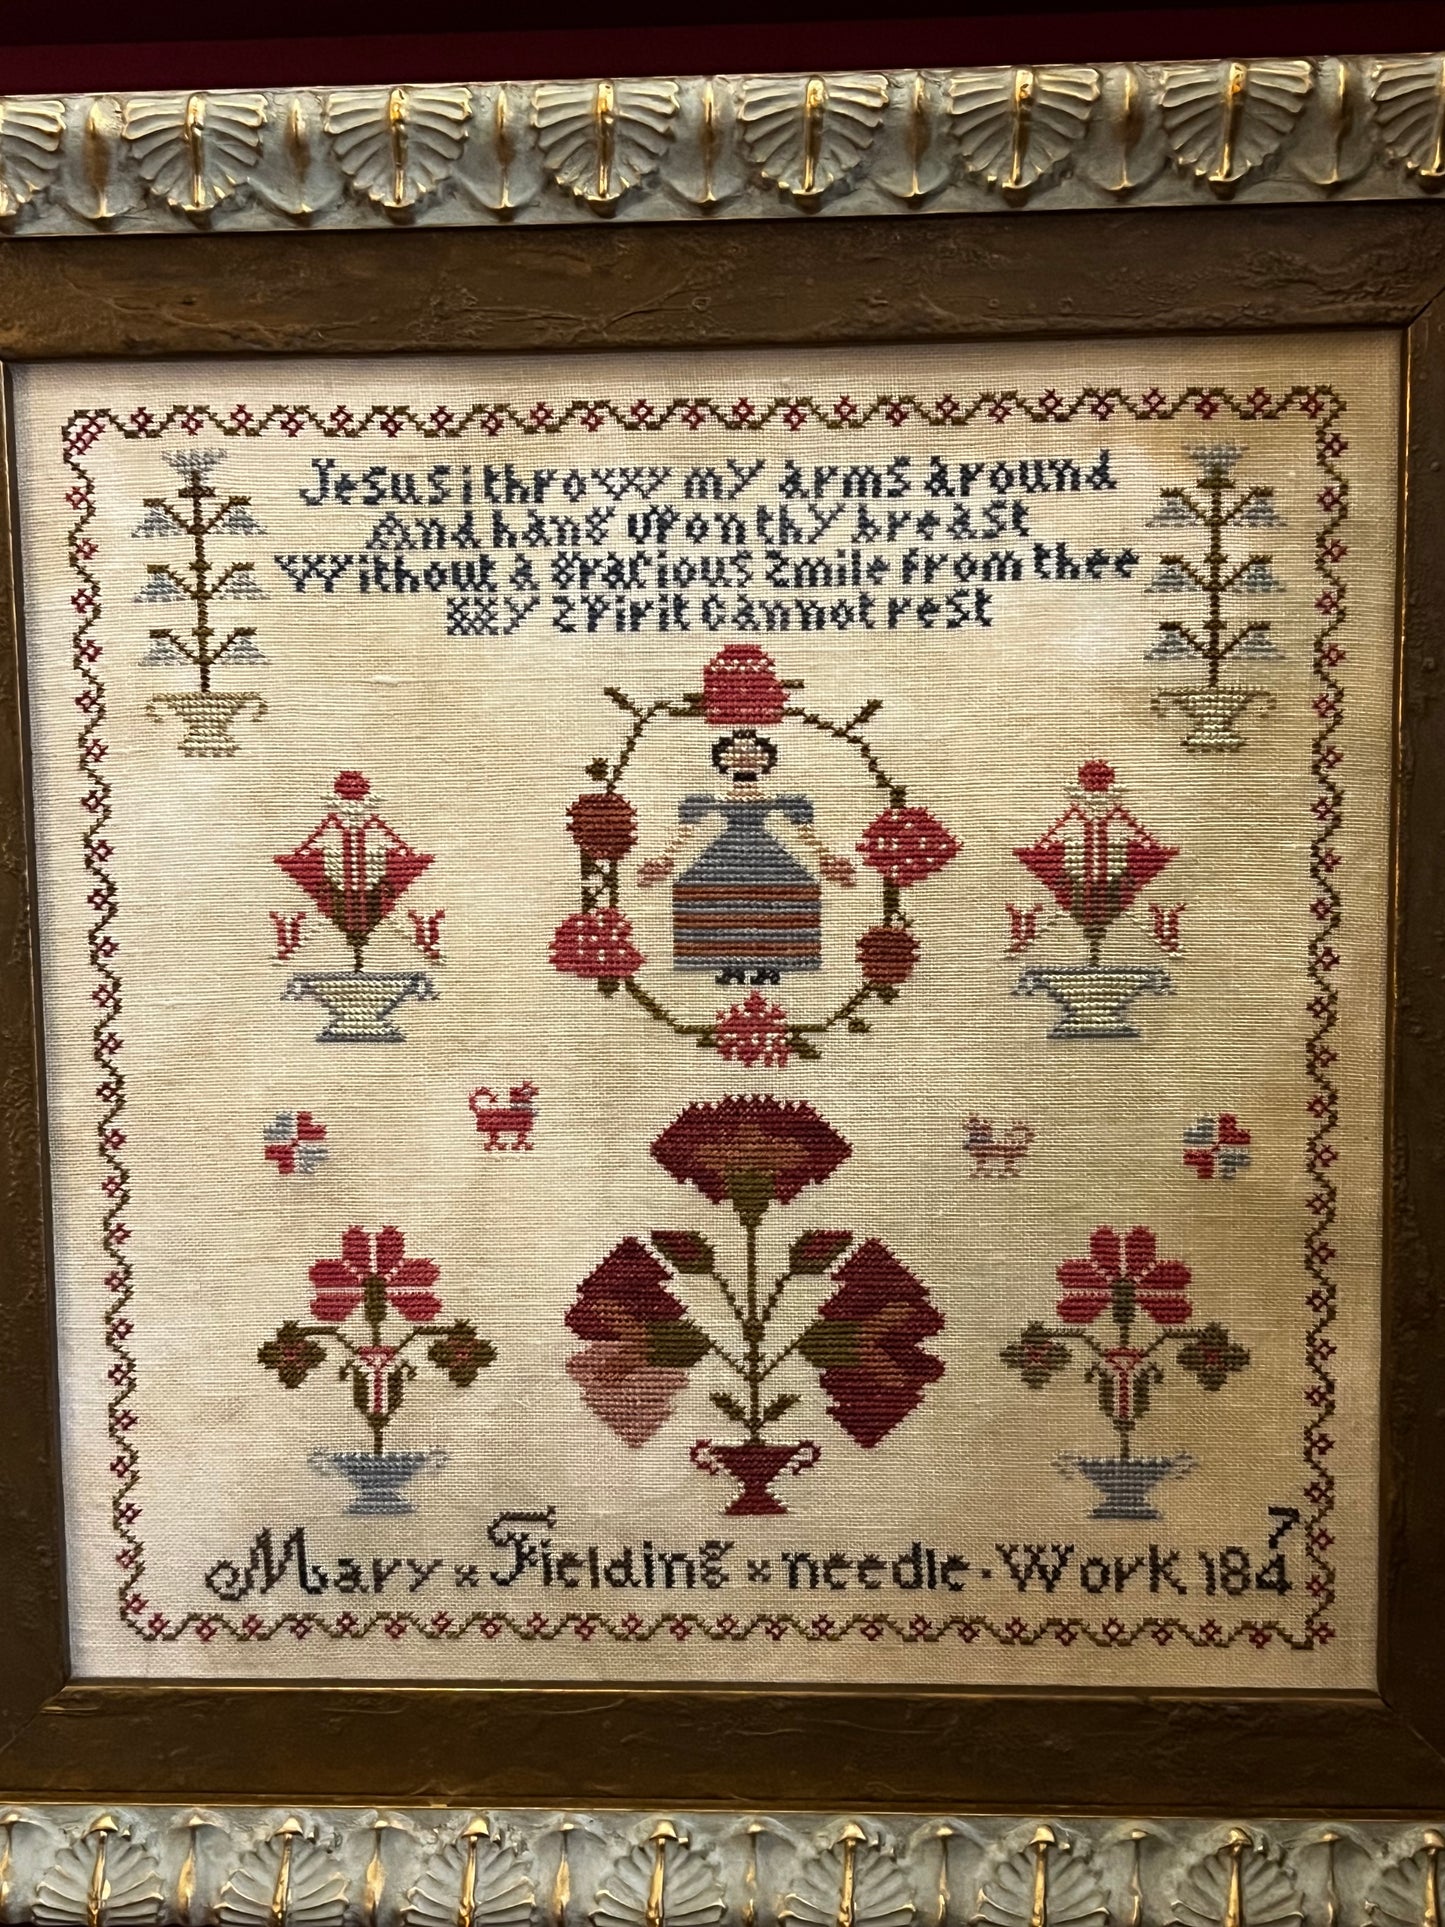 Jesus i throw my arms around
And hang upon thy breast
Without a gracious Smile from thee
My Spirit Cannot rest
Mary x Fielding x needle · Work 1847